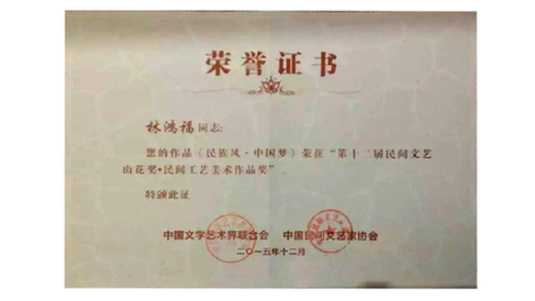 荣誉证书
林鸿福同志:
您的作品《民族风·中国梦》荣获“第十二届民间文艺
山花奖·民间工艺美术作品奖”
特颁此证
中国文学艺术界联合会 中国民间文艺家协会
二〇一五年十二月